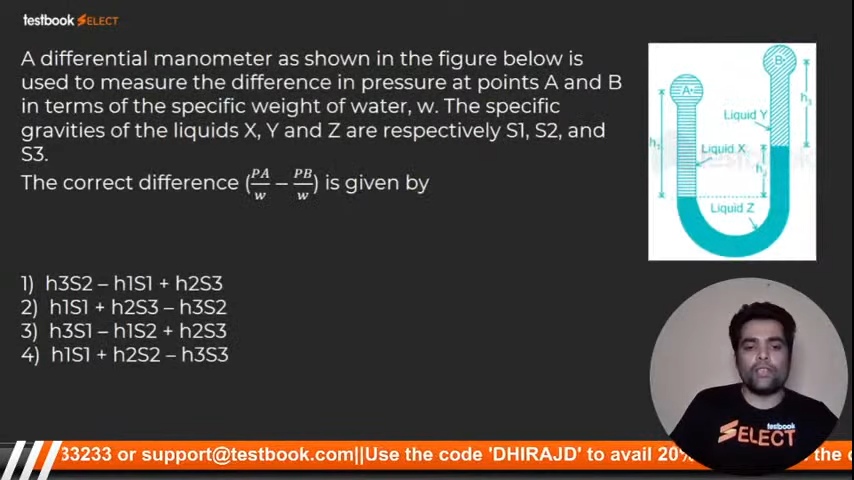 testbook SELECT
A differential manometer as shown in the figure below is
used to measure the difference in pressure at points A and B
in terms of the specific weight of water, w. The specific
gravities of the liquids X, Y and Z are respectively S1, S2, and
S3.
The correct difference (PA/w − PB/w) is given by
B
A
h3
Liquid Y
h1
Liquid X
h2
Liquid Z
1) h3S2 – h1S1 + h2S3
2) h1S1 + h2S3 – h3S2
3) h3S1 – h1S2 + h2S3
4) h1S1 + h2S2 – h3S3
testbook
SELECT
33233 or support@testbook.com||Use the code 'DHIRAJD' to avail 20%